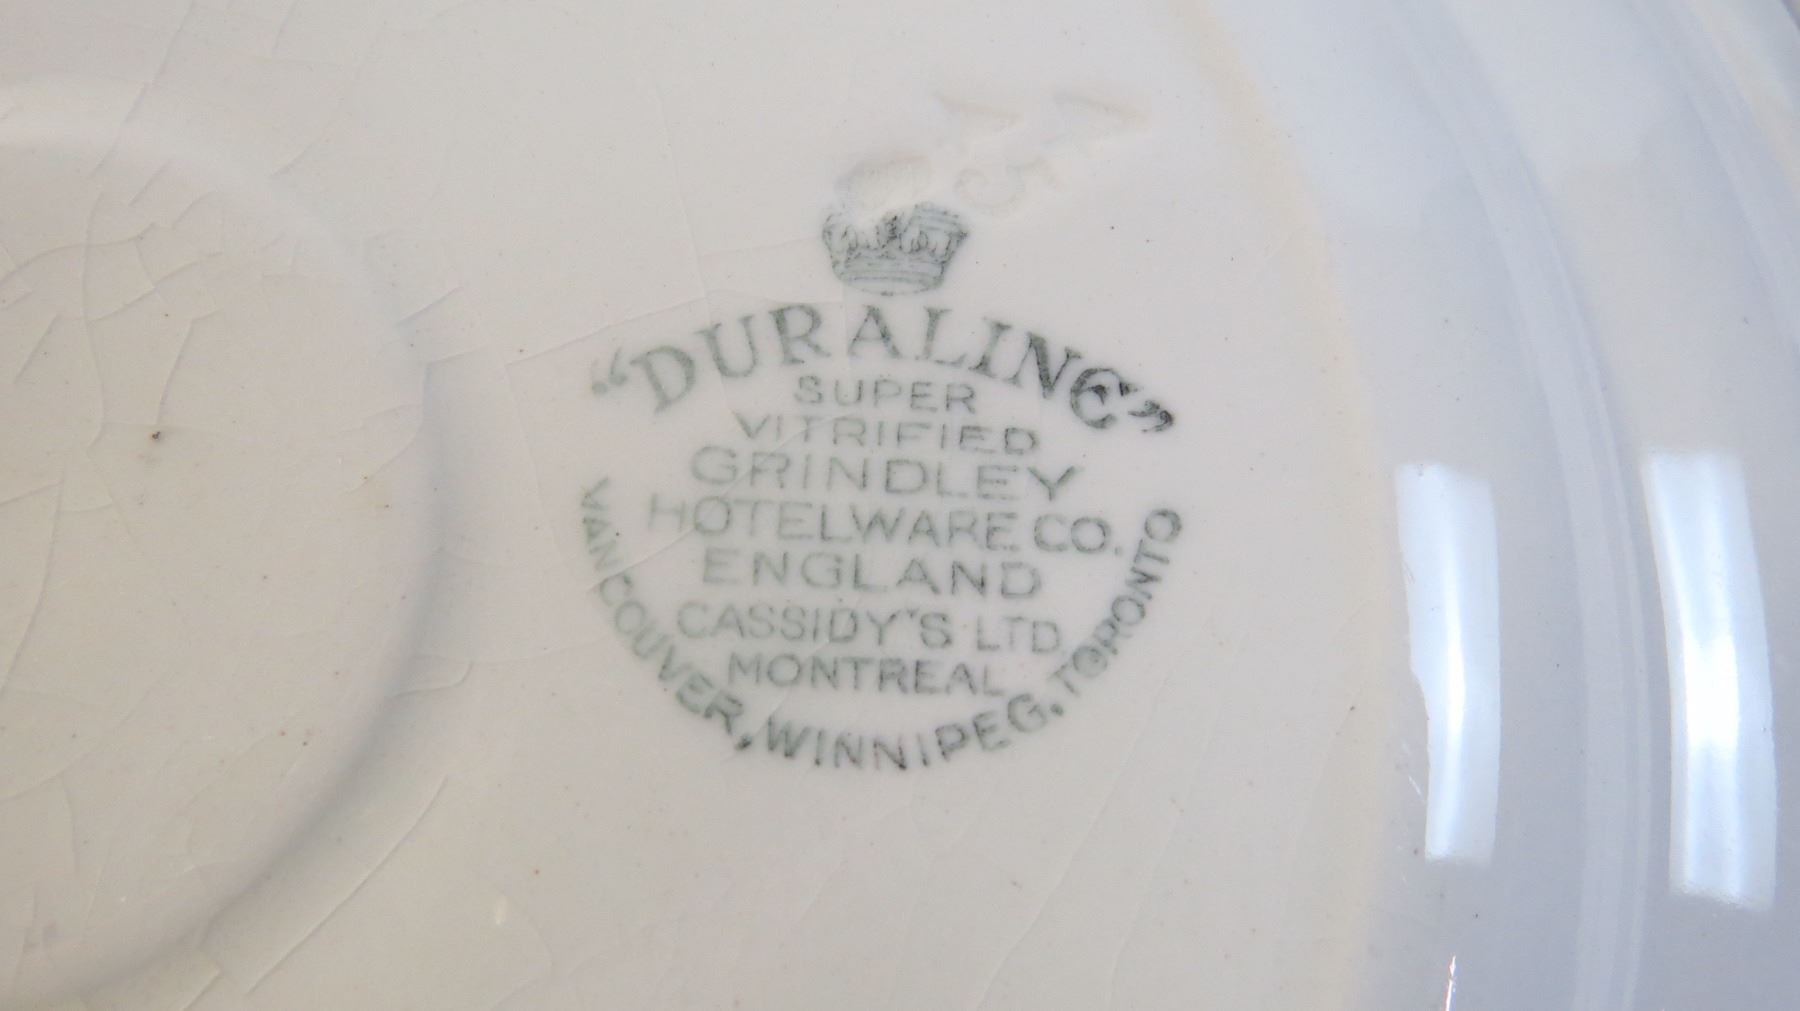 "DURALINE"
SUPER
VITRIFIED
GRINDLEY
HOTELWARE CO.
ENGLAND
CASSIDY'S LTD
MONTREAL
VANCOUVER, WINNIPEG, TORONTO